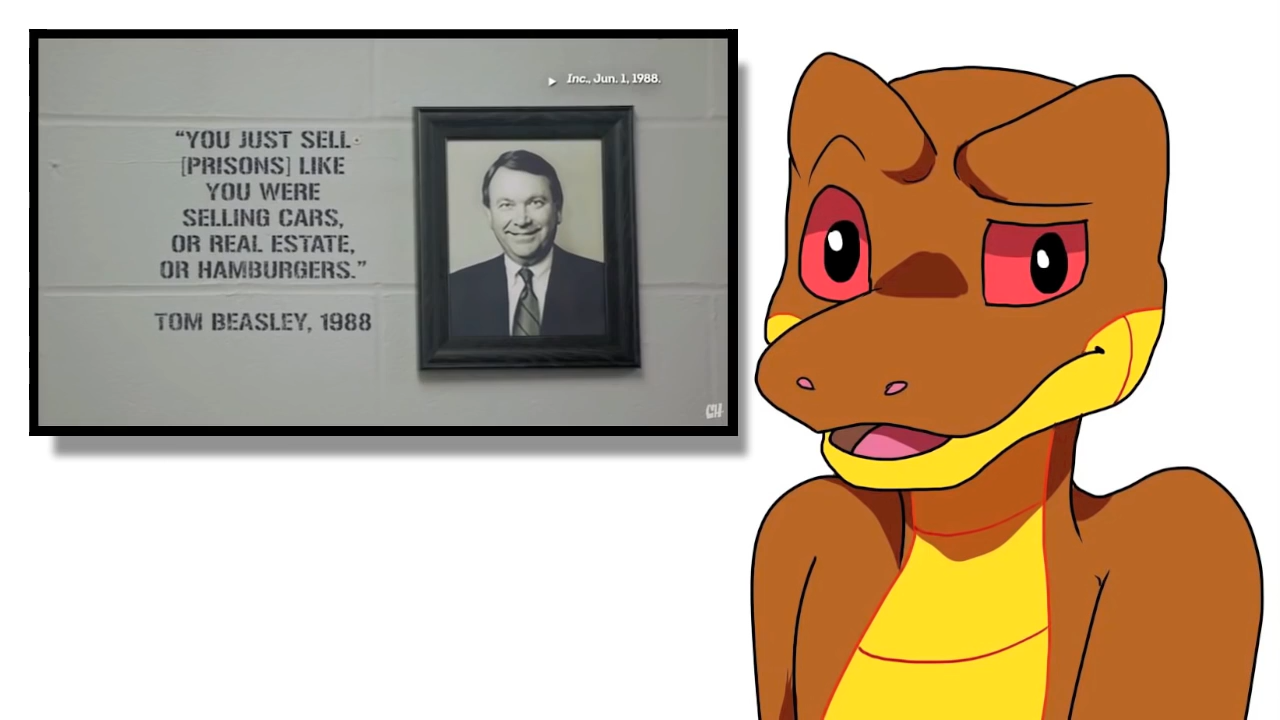 Inc., Jun. 1, 1988.
“YOU JUST SELL
[PRISONS] LIKE
YOU WERE
SELLING CARS,
OR REAL ESTATE,
OR HAMBURGERS.”
TOM BEASLEY, 1988
CH